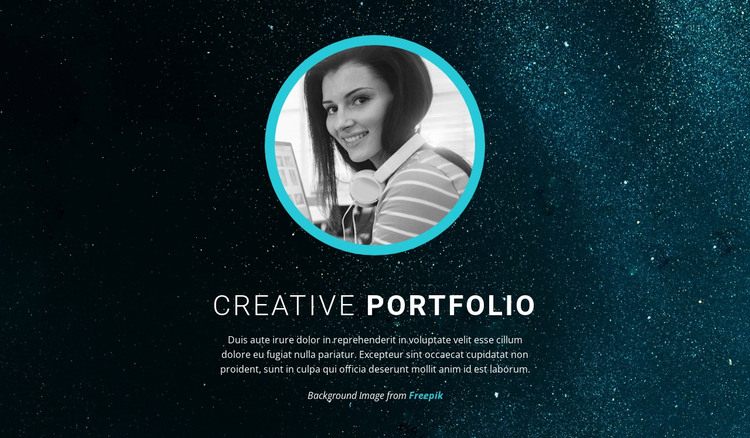 CREATIVE PORTFOLIO
Duis aute irure dolor in reprehenderit in voluptate velit esse cillum
dolore eu fugiat nulla pariatur. Excepteur sint occaecat cupidatat non
proident, sunt in culpa qui officia deserunt mollit anim id est laborum.
Background Image from Freepik